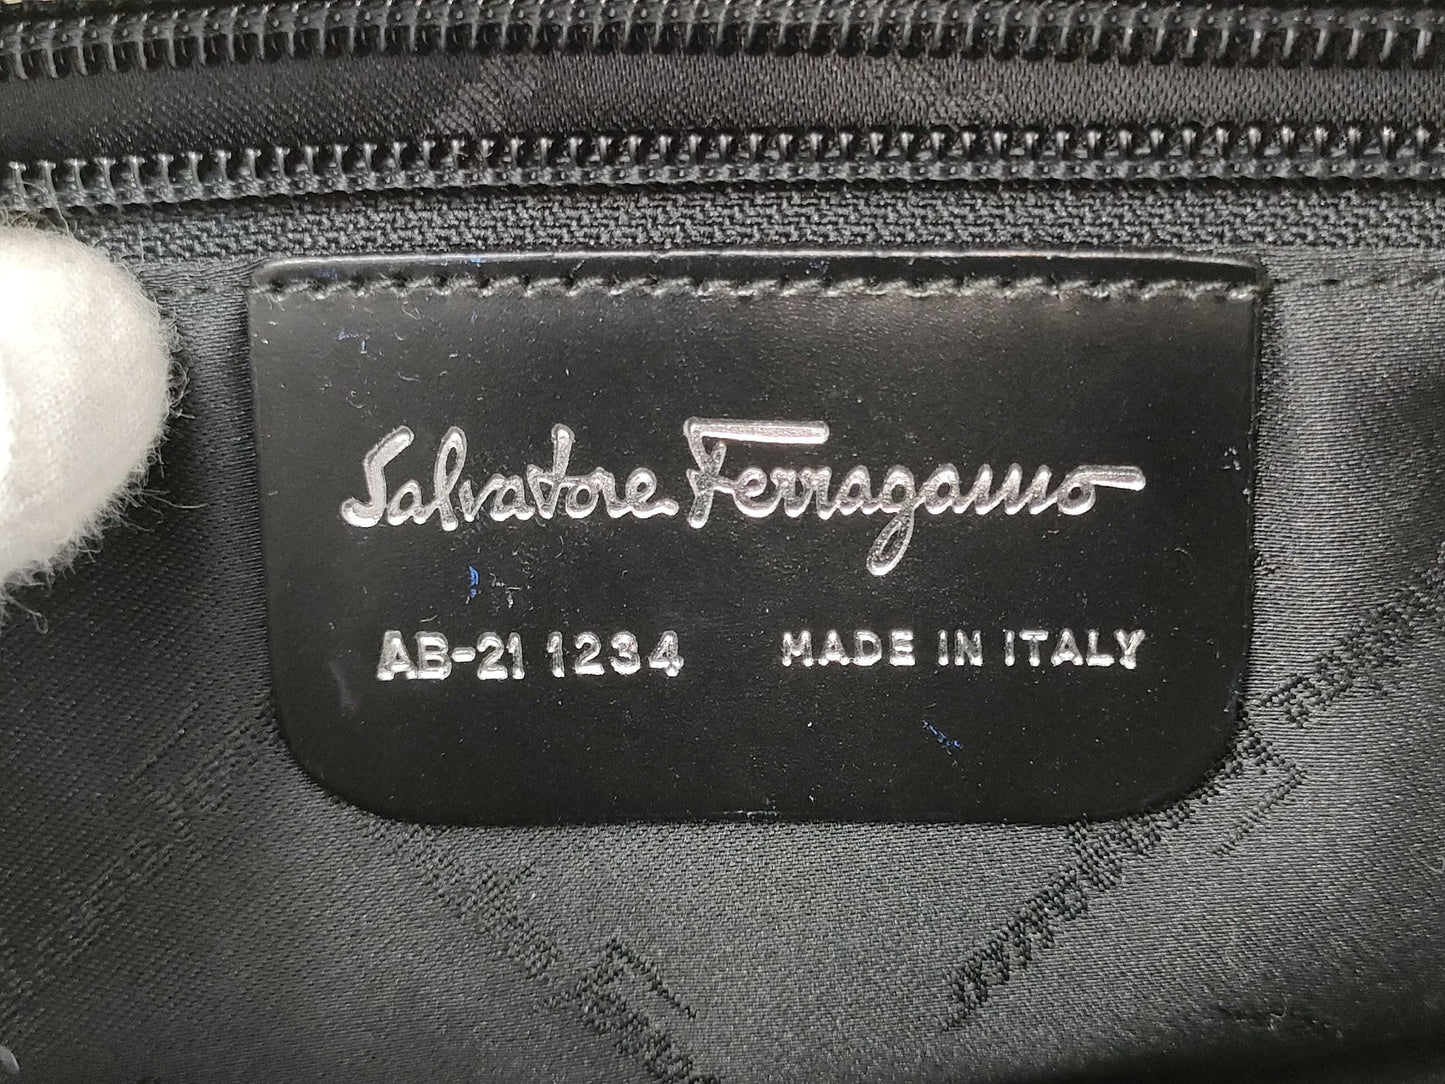 Salvatore Ferragamo
AB-21 1234 MADE IN ITALY